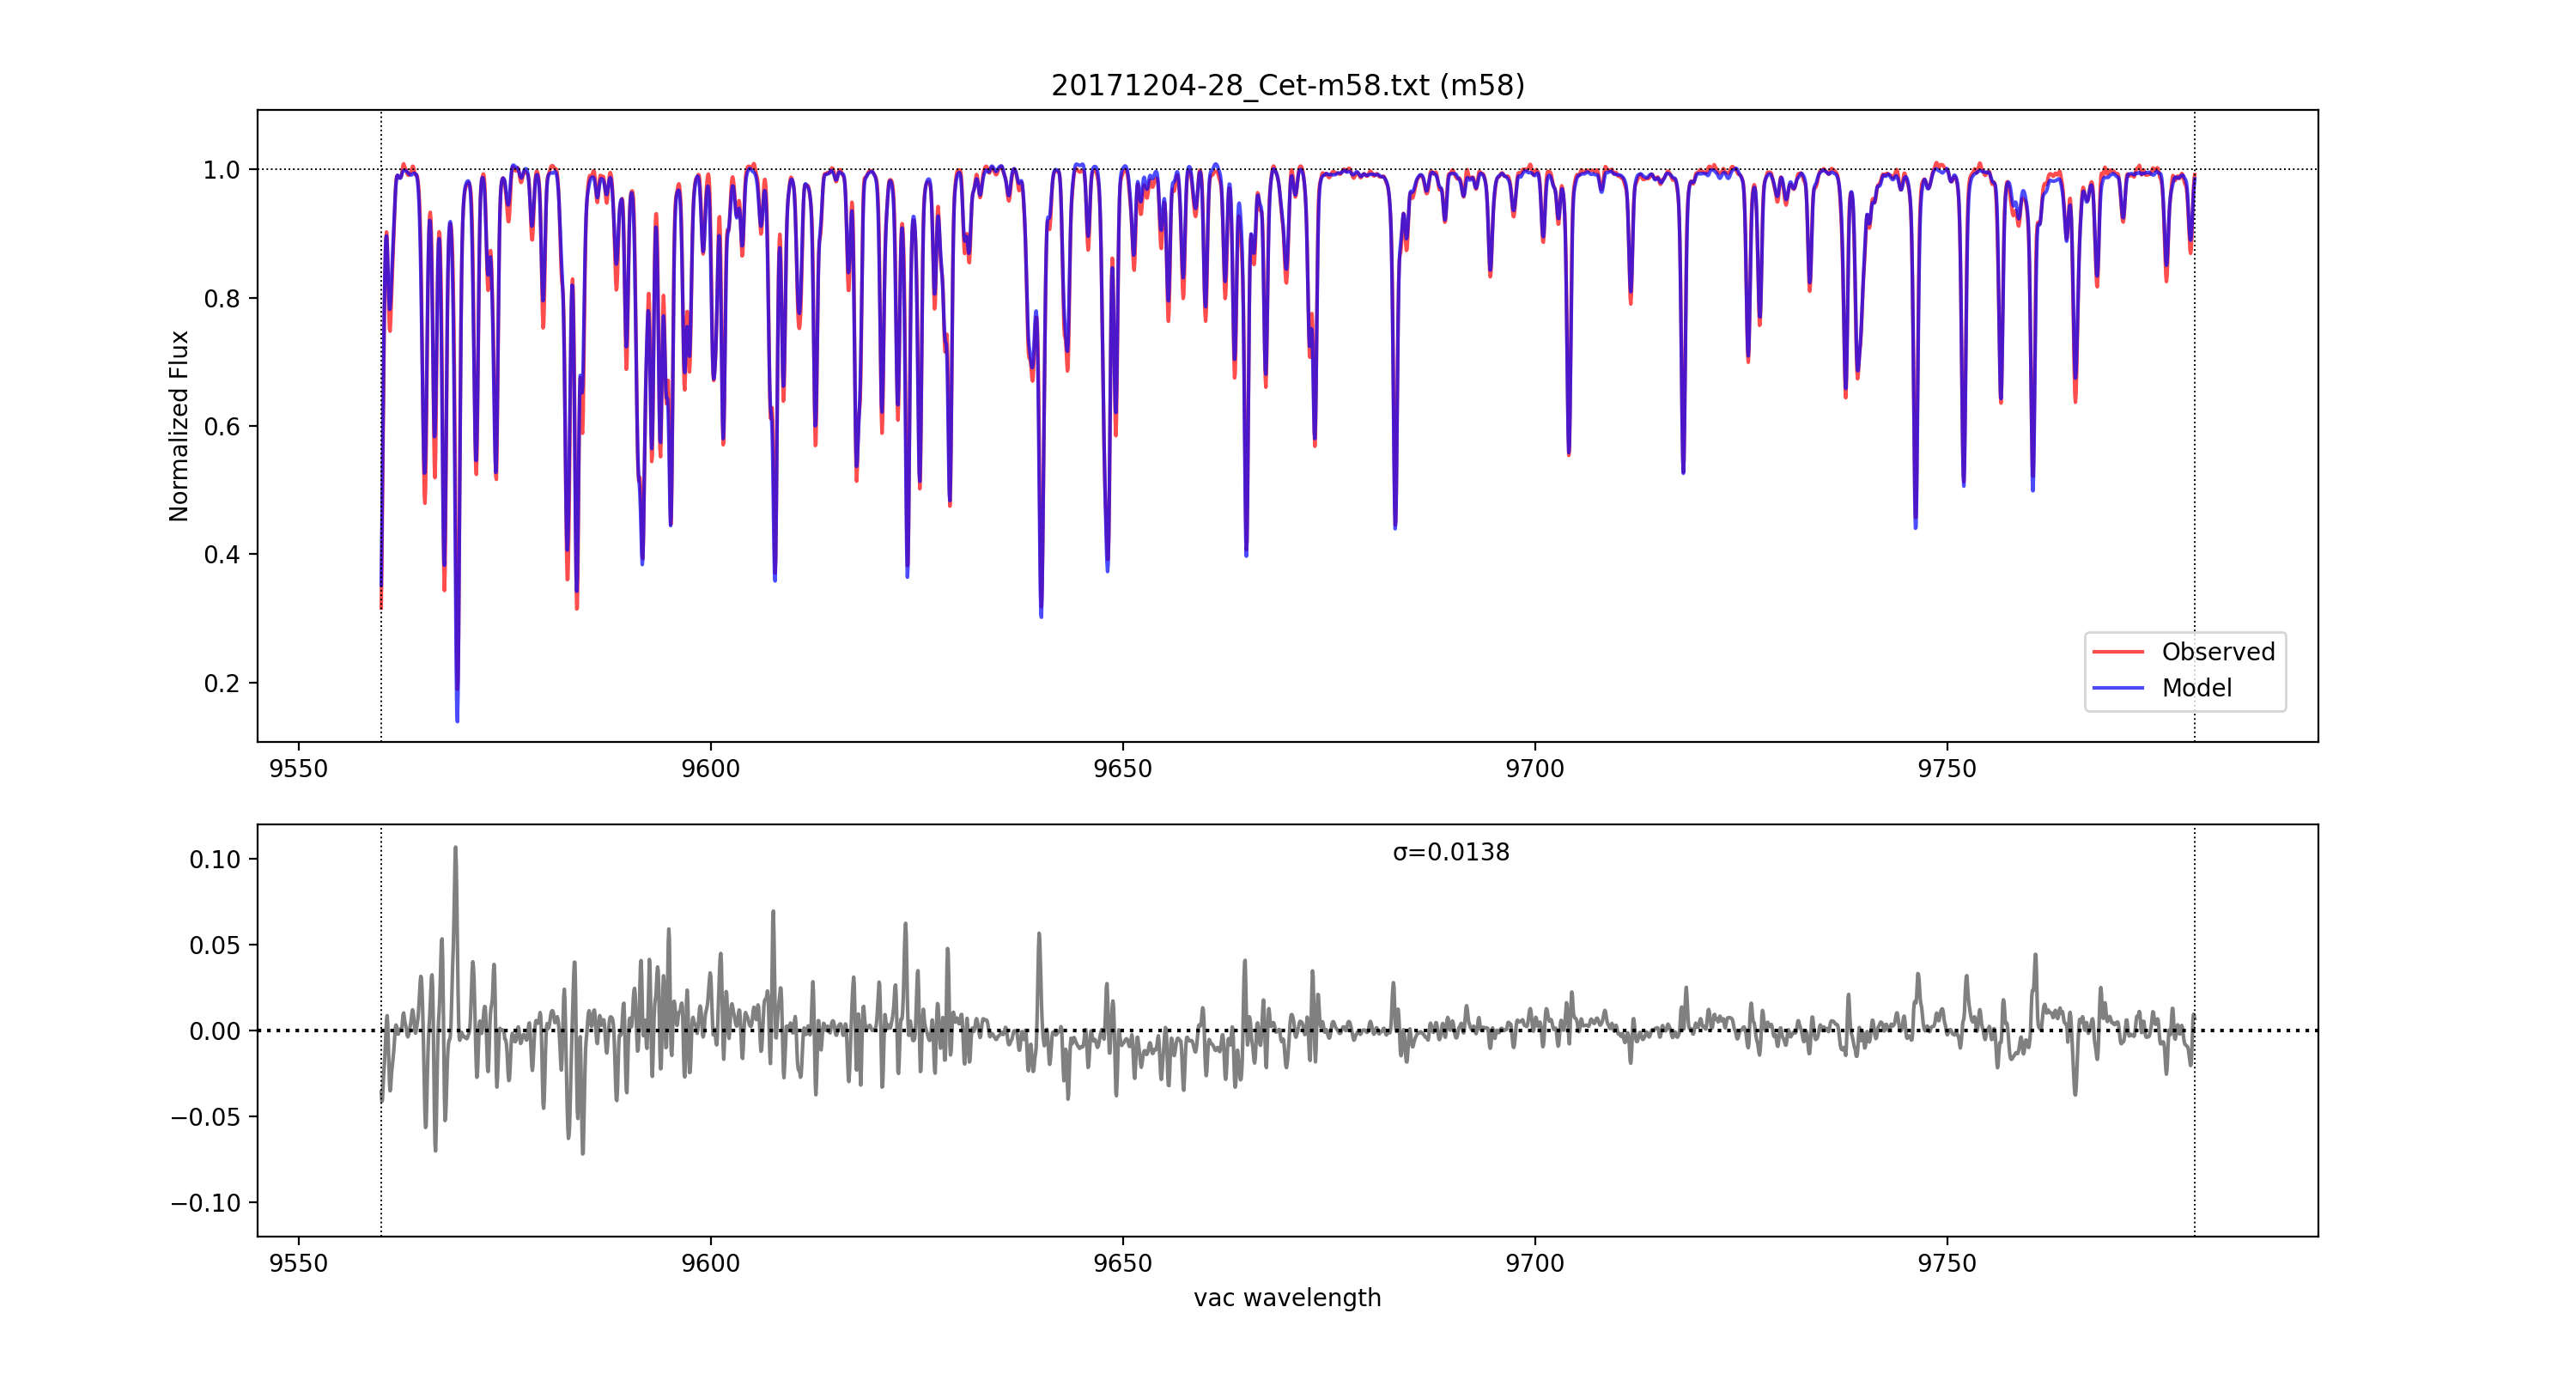 20171204-28_Cet-m58.txt (m58)
Normalized Flux
1.0
0.8
0.6
0.4
0.2
Observed
Model
9550 9600 9650 9700 9750
σ=0.0138
0.10
0.05
0.00
−0.05
−0.10
9550 9600 9650 9700 9750
vac wavelength